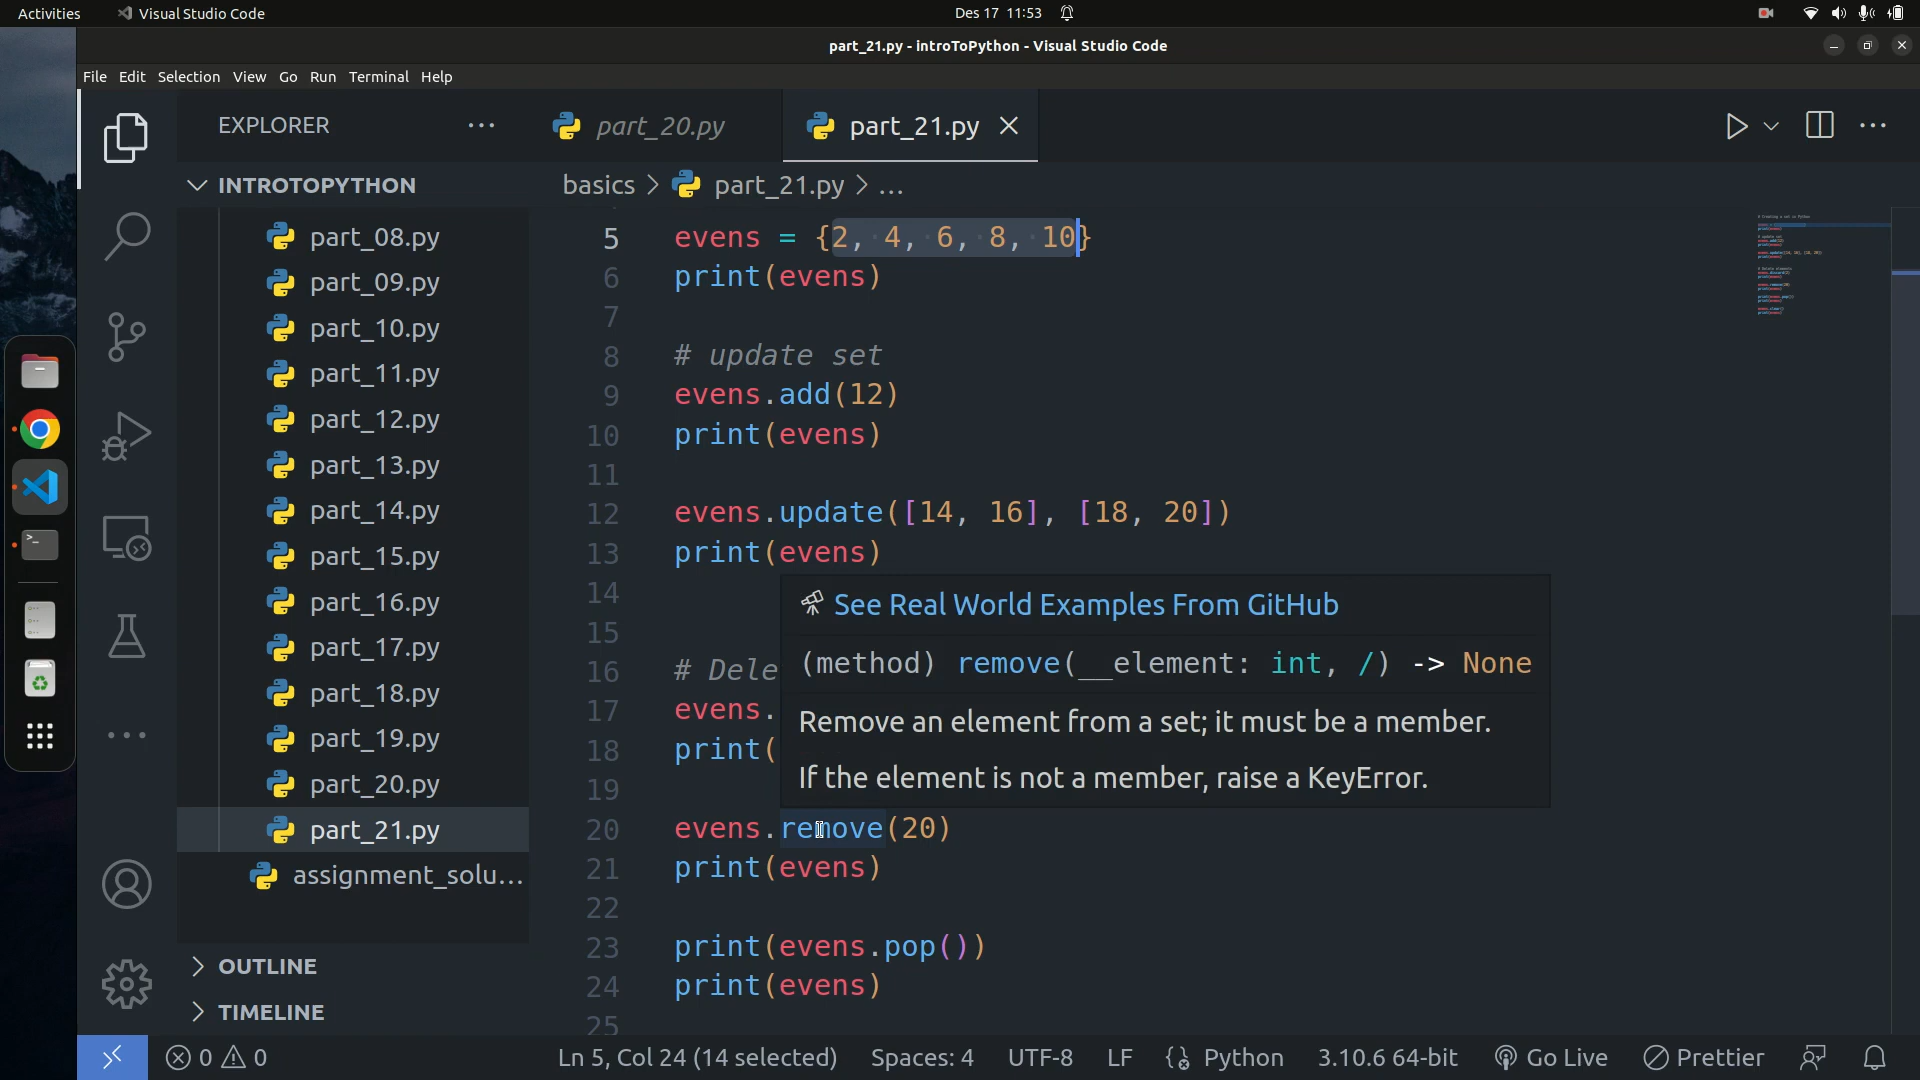 Activities
Visual Studio Code
Des 17 11:53
part_21.py - introToPython - Visual Studio Code
File Edit Selection View Go Run Terminal Help
EXPLORER
part_20.py
part_21.py
INTROTOPYTHON
basics > part_21.py > ...
part_08.py
part_09.py
part_10.py
part_11.py
part_12.py
part_13.py
part_14.py
part_15.py
part_16.py
part_17.py
part_18.py
part_19.py
part_20.py
part_21.py
assignment_solu...
OUTLINE
TIMELINE
5 evens = {2, 4, 6, 8, 10}
6 print(evens)
7
8 # update set
9 evens.add(12)
10 print(evens)
11
12 evens.update([14, 16], [18, 20])
13 print(evens)
14
15
16 # Dele
17 evens.
18 print(
19
20 evens.remove(20)
21 print(evens)
22
23 print(evens.pop())
24 print(evens)
25
See Real World Examples From GitHub
(method) remove(__element: int, /) -> None
Remove an element from a set; it must be a member.
If the element is not a member, raise a KeyError.
0 0
Ln 5, Col 24 (14 selected)
Spaces: 4
UTF-8
LF
Python
3.10.6 64-bit
Go Live
Prettier